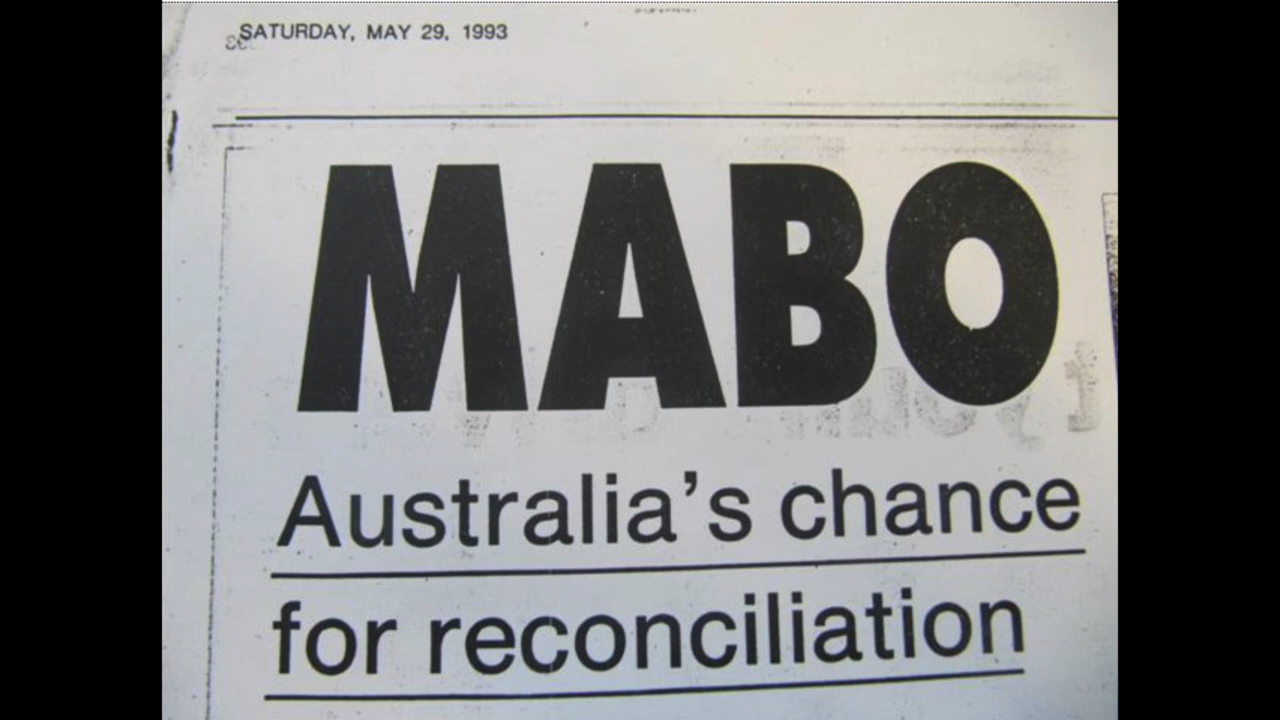 SATURDAY, MAY 29, 1993
MABO
Australia's chance
for reconciliation